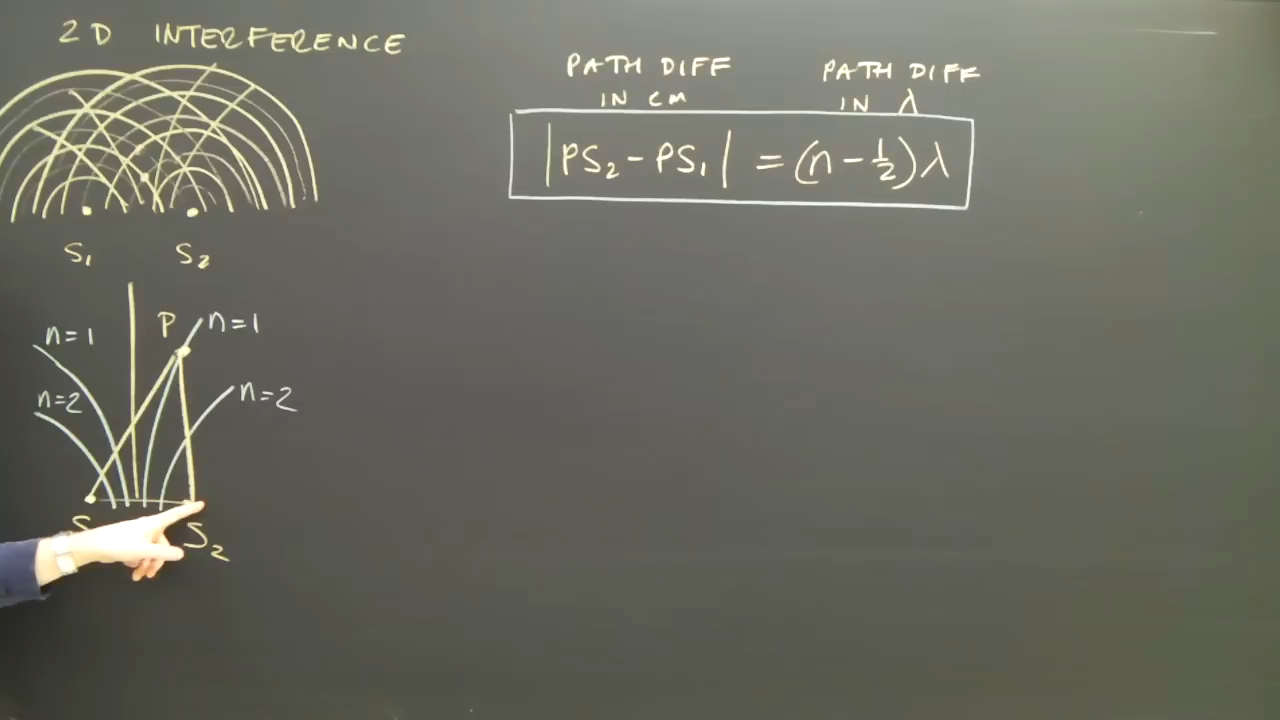 2D INTERFERENCE
PATH DIFF
IN CM
PATH DIFF
IN λ
|PS₂ - PS₁| = (n - ½)λ
S₁
S₂
n=1
P
n=1
n=2
n=2
S
S₂